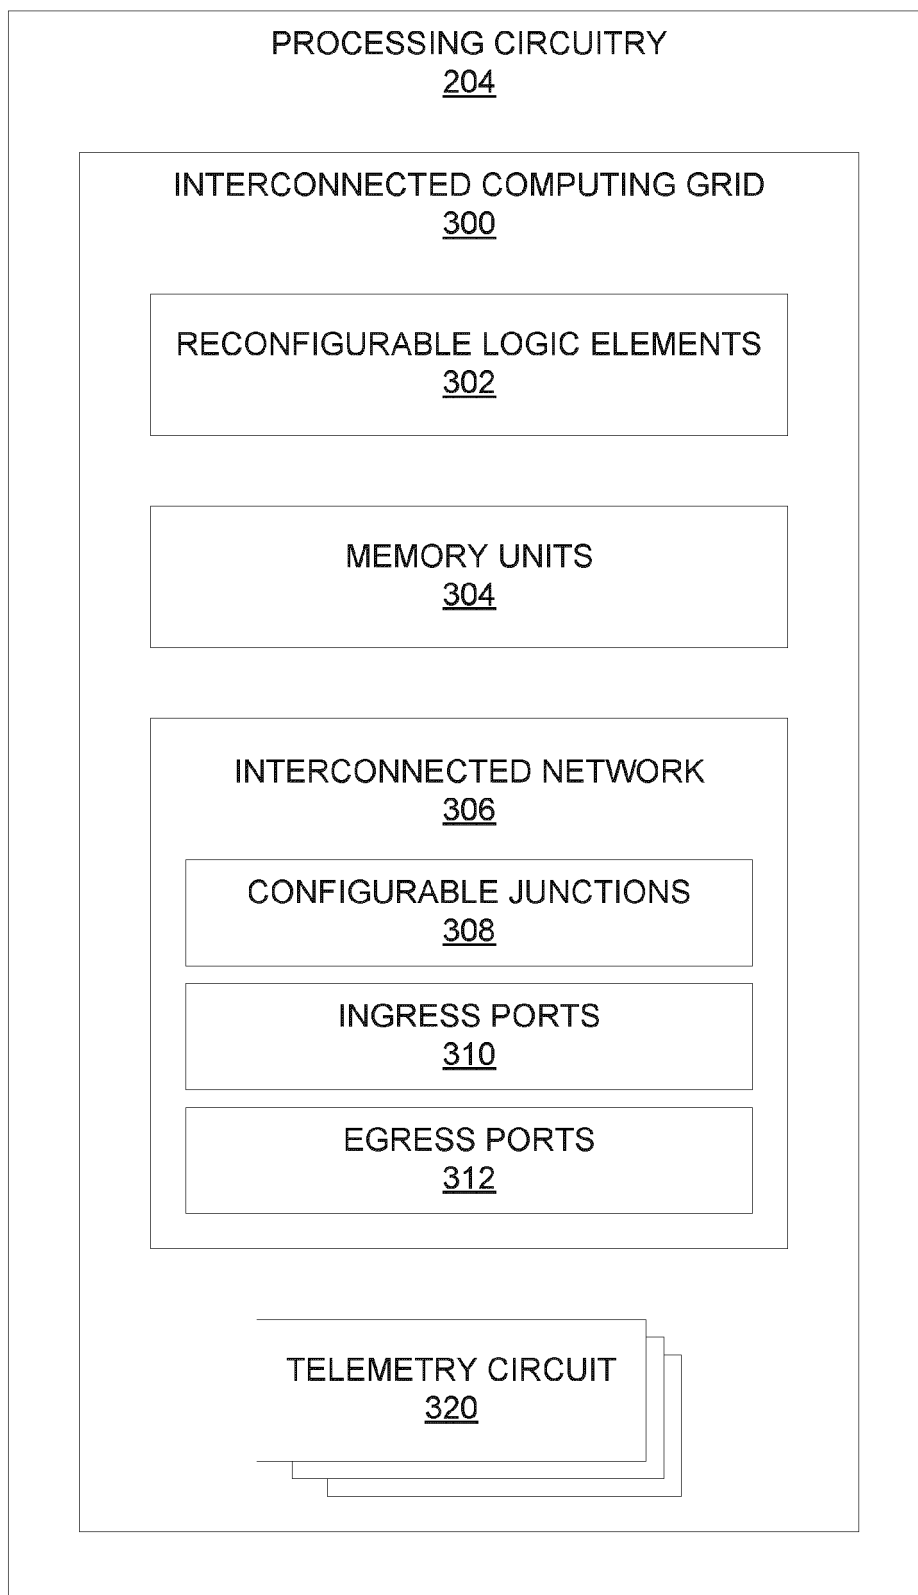 PROCESSING CIRCUITRY
204
INTERCONNECTED COMPUTING GRID
300
RECONFIGURABLE LOGIC ELEMENTS
302
MEMORY UNITS
304
INTERCONNECTED NETWORK
306
CONFIGURABLE JUNCTIONS
308
INGRESS PORTS
310
EGRESS PORTS
312
TELEMETRY CIRCUIT
320